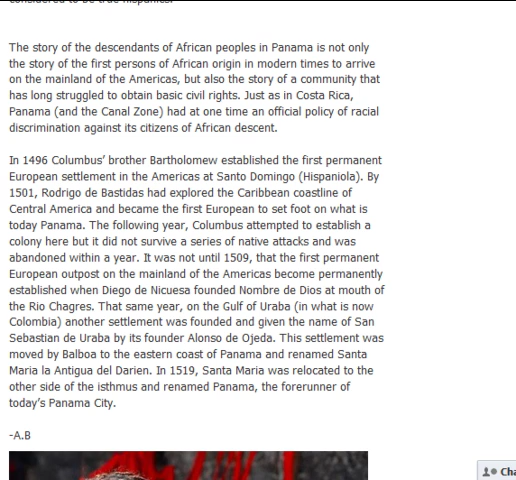 considered to be true hispanics.
The story of the descendants of African peoples in Panama is not only
the story of the first persons of African origin in modern times to arrive
on the mainland of the Americas, but also the story of a community that
has long struggled to obtain basic civil rights. Just as in Costa Rica,
Panama (and the Canal Zone) had at one time an official policy of racial
discrimination against its citizens of African descent.
In 1496 Columbus' brother Bartholomew established the first permanent
European settlement in the Americas at Santo Domingo (Hispaniola). By
1501, Rodrigo de Bastidas had explored the Caribbean coastline of
Central America and became the first European to set foot on what is
today Panama. The following year, Columbus attempted to establish a
colony here but it did not survive a series of native attacks and was
abandoned within a year. It was not until 1509, that the first permanent
European outpost on the mainland of the Americas become permanently
established when Diego de Nicuesa founded Nombre de Dios at mouth of
the Rio Chagres. That same year, on the Gulf of Uraba (in what is now
Colombia) another settlement was founded and given the name of San
Sebastian de Uraba by its founder Alonso de Ojeda. This settlement was
moved by Balboa to the eastern coast of Panama and renamed Santa
Maria la Antigua del Darien. In 1519, Santa Maria was relocated to the
other side of the isthmus and renamed Panama, the forerunner of
today's Panama City.
-A.B
Cha